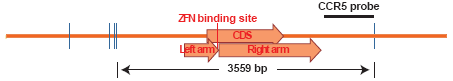 CCR5 probe
ZFN binding site
CDS
Left arm
Right arm
3559 bp